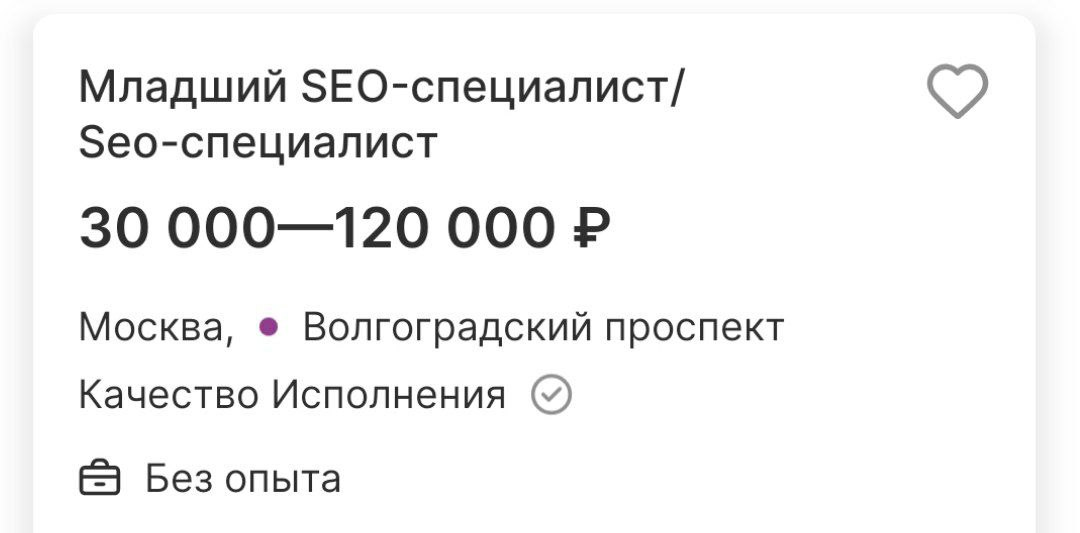 Младший SEO-специалист/
Seo-специалист
30 000—120 000 ₽
Москва, Волгоградский проспект
Качество Исполнения
Без опыта